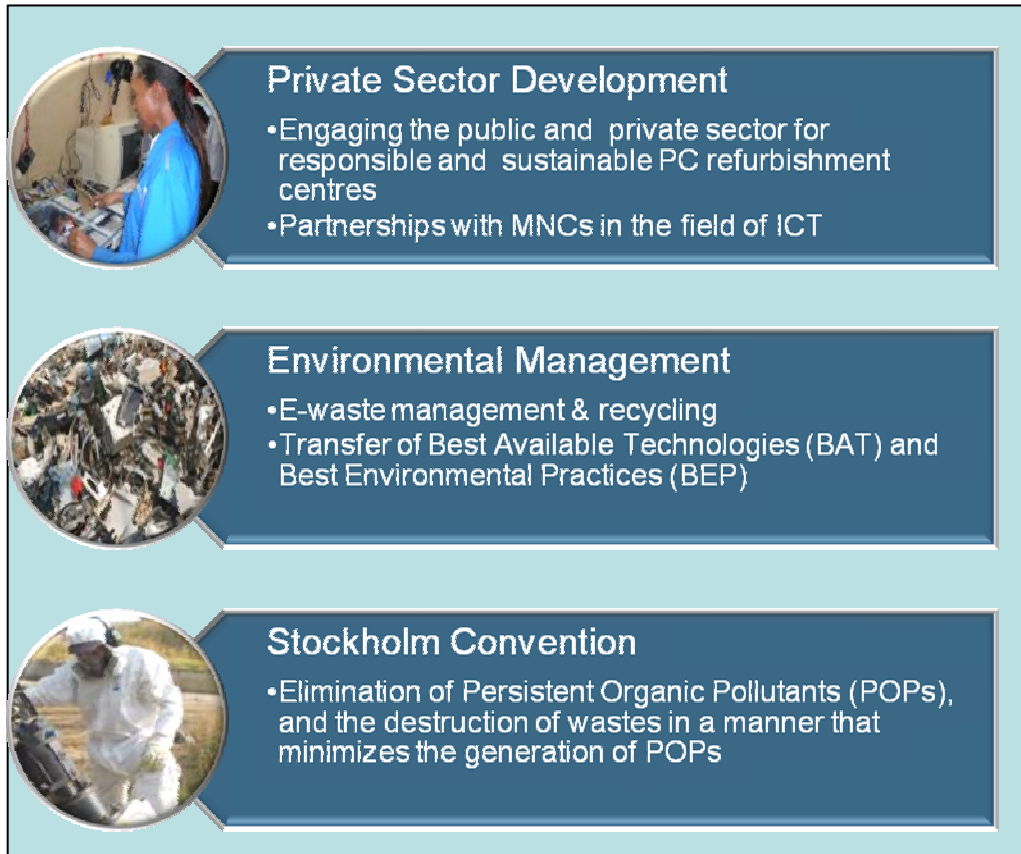 Private Sector Development
•Engaging the public and private sector for
responsible and sustainable PC refurbishment
centres
•Partnerships with MNCs in the field of ICT
Environmental Management
•E-waste management & recycling
•Transfer of Best Available Technologies (BAT) and
Best Environmental Practices (BEP)
Stockholm Convention
•Elimination of Persistent Organic Pollutants (POPs),
and the destruction of wastes in a manner that
minimizes the generation of POPs